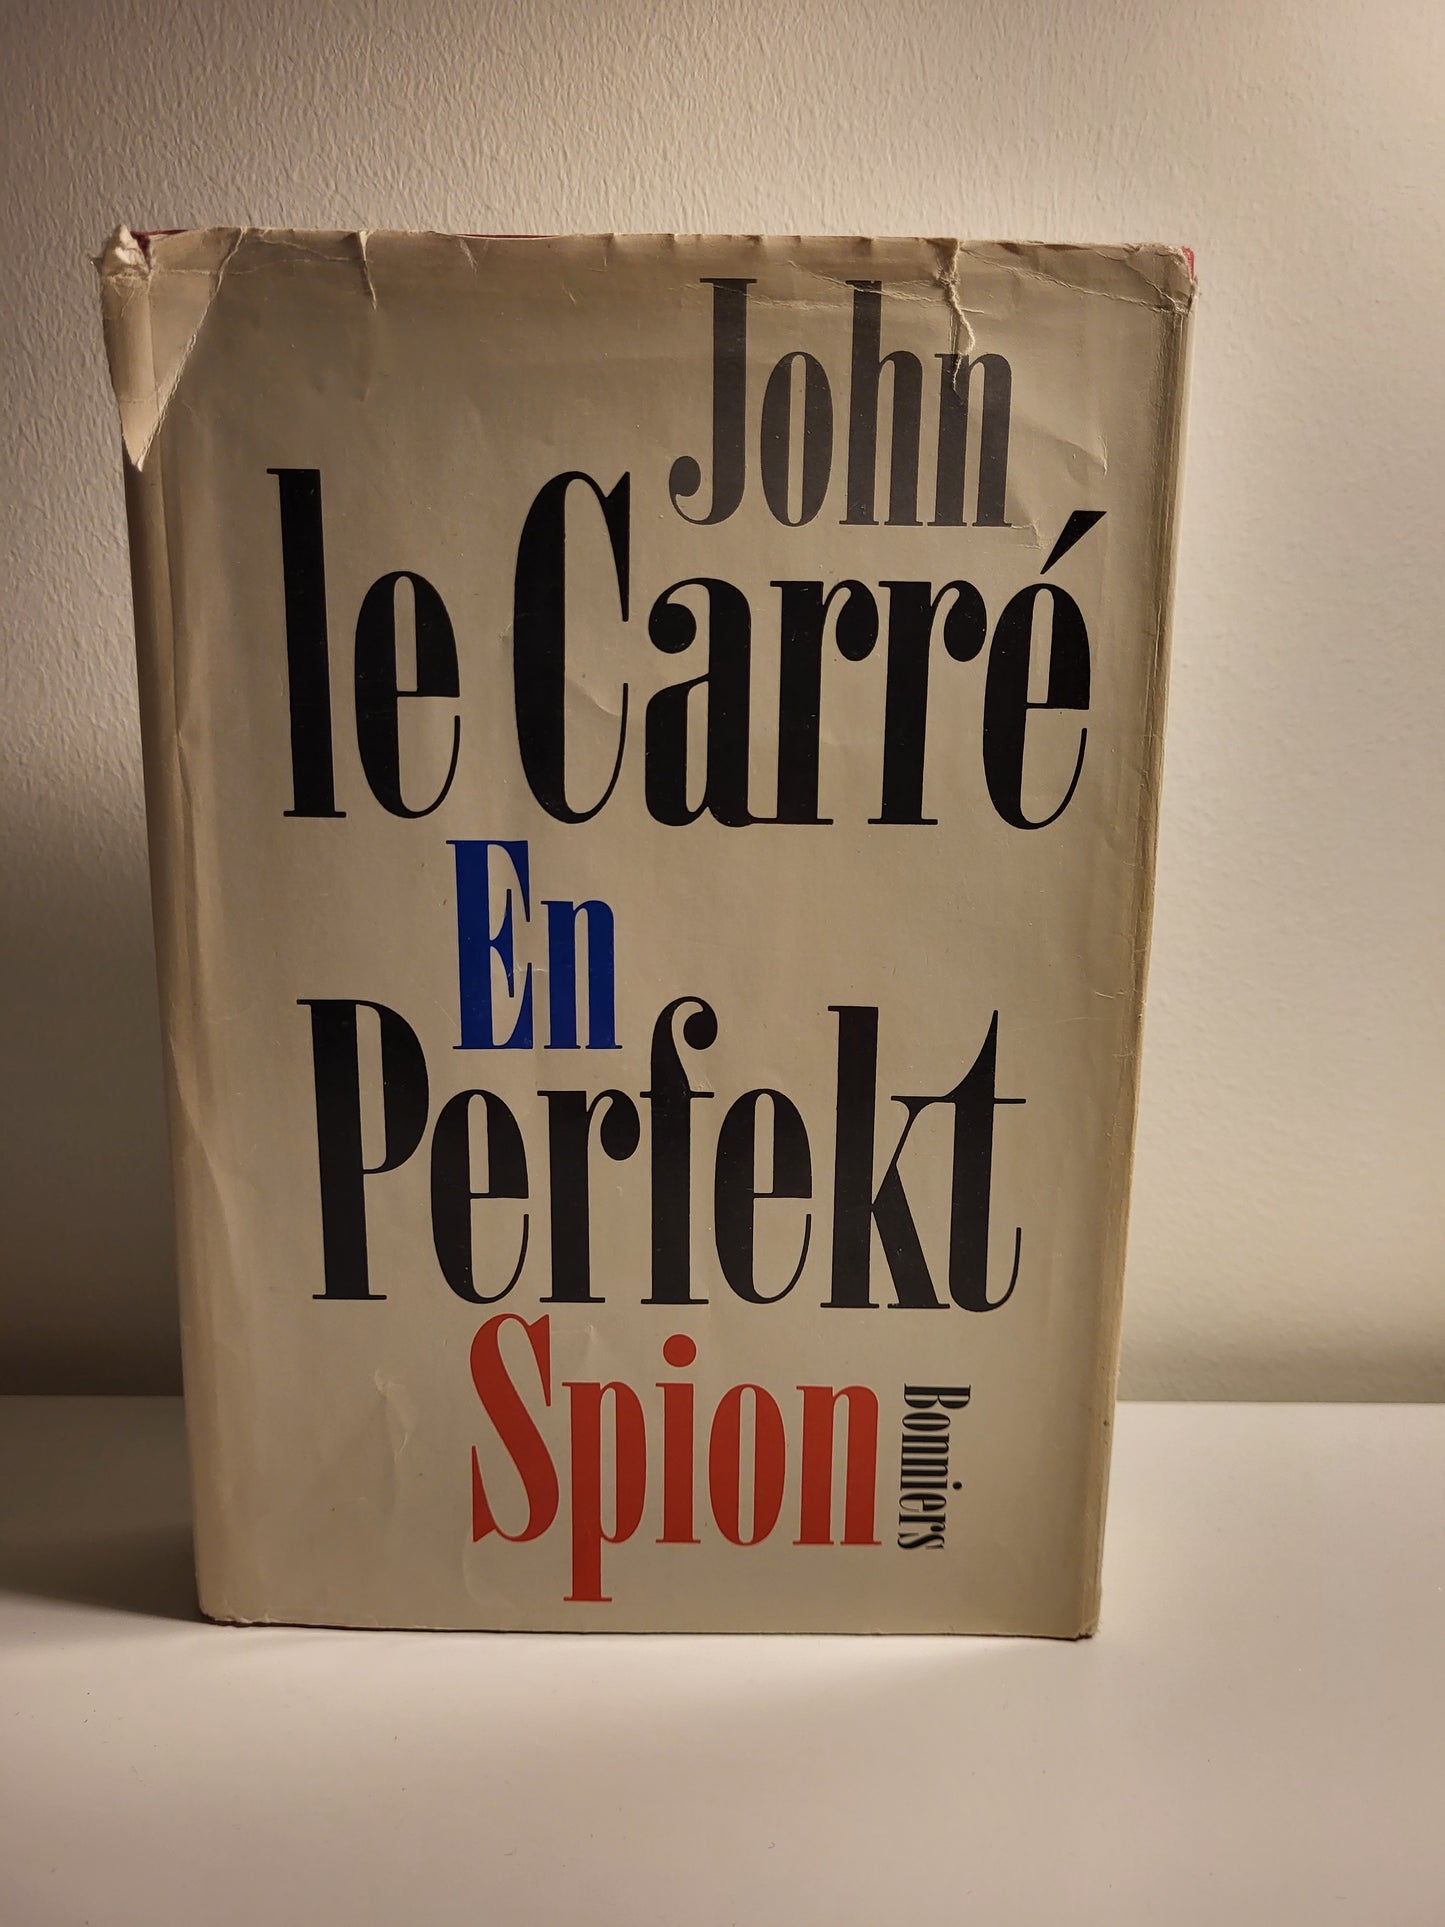 John
le Carré
En
Perfekt
Spion
Bonniers